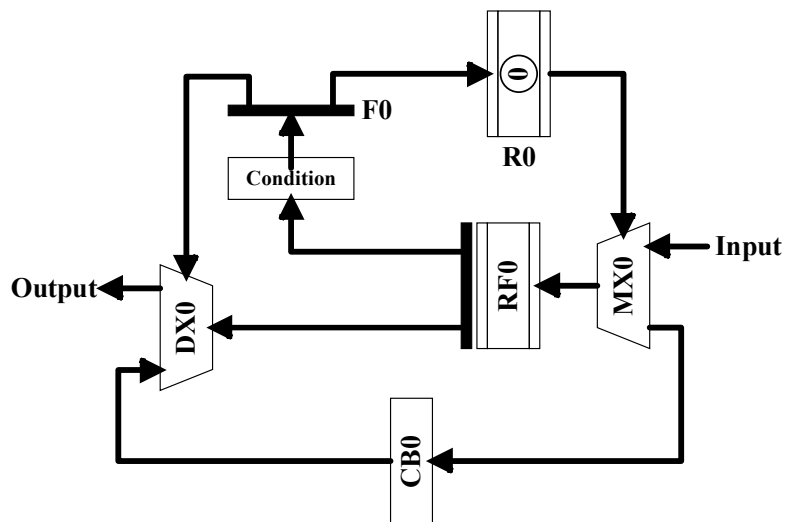 0
F0
R0
Condition
Input
RF0
MX0
Output
DX0
CB0